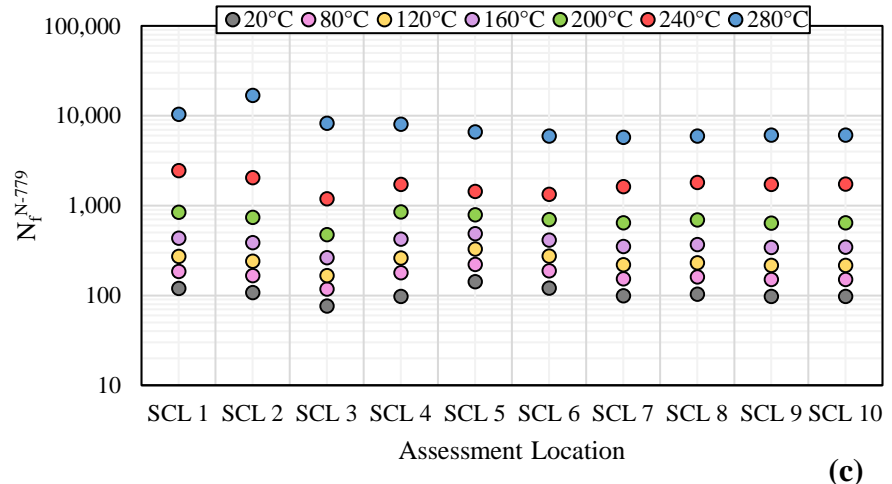 100,000
20°C 80°C 120°C 160°C 200°C 240°C 280°C
10,000
1,000
100
10
N_f^N-779
SCL 1 SCL 2 SCL 3 SCL 4 SCL 5 SCL 6 SCL 7 SCL 8 SCL 9 SCL 10
Assessment Location
(c)